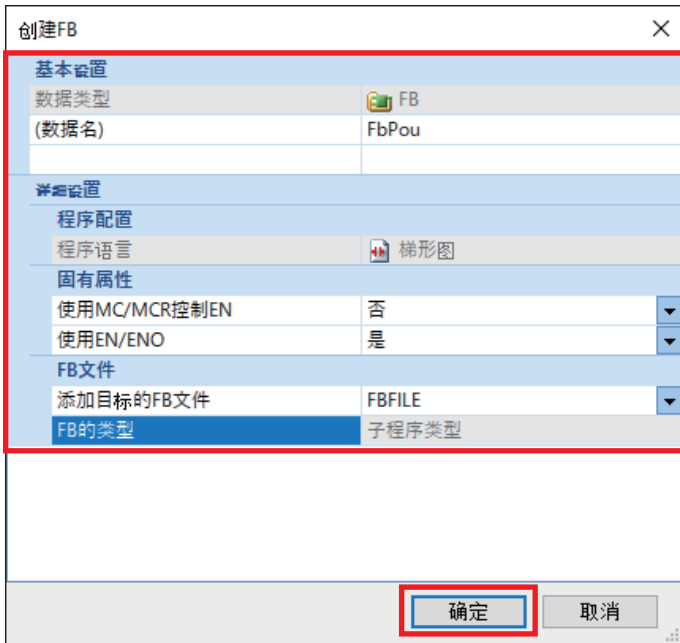 创建FB
基本设置
数据类型 FB
(数据名) FbPou
详细设置
程序配置
程序语言 梯形图
固有属性
使用MC/MCR控制EN 否
使用EN/ENO 是
FB文件
添加目标的FB文件 FBFILE
FB的类型 子程序类型
确定 取消